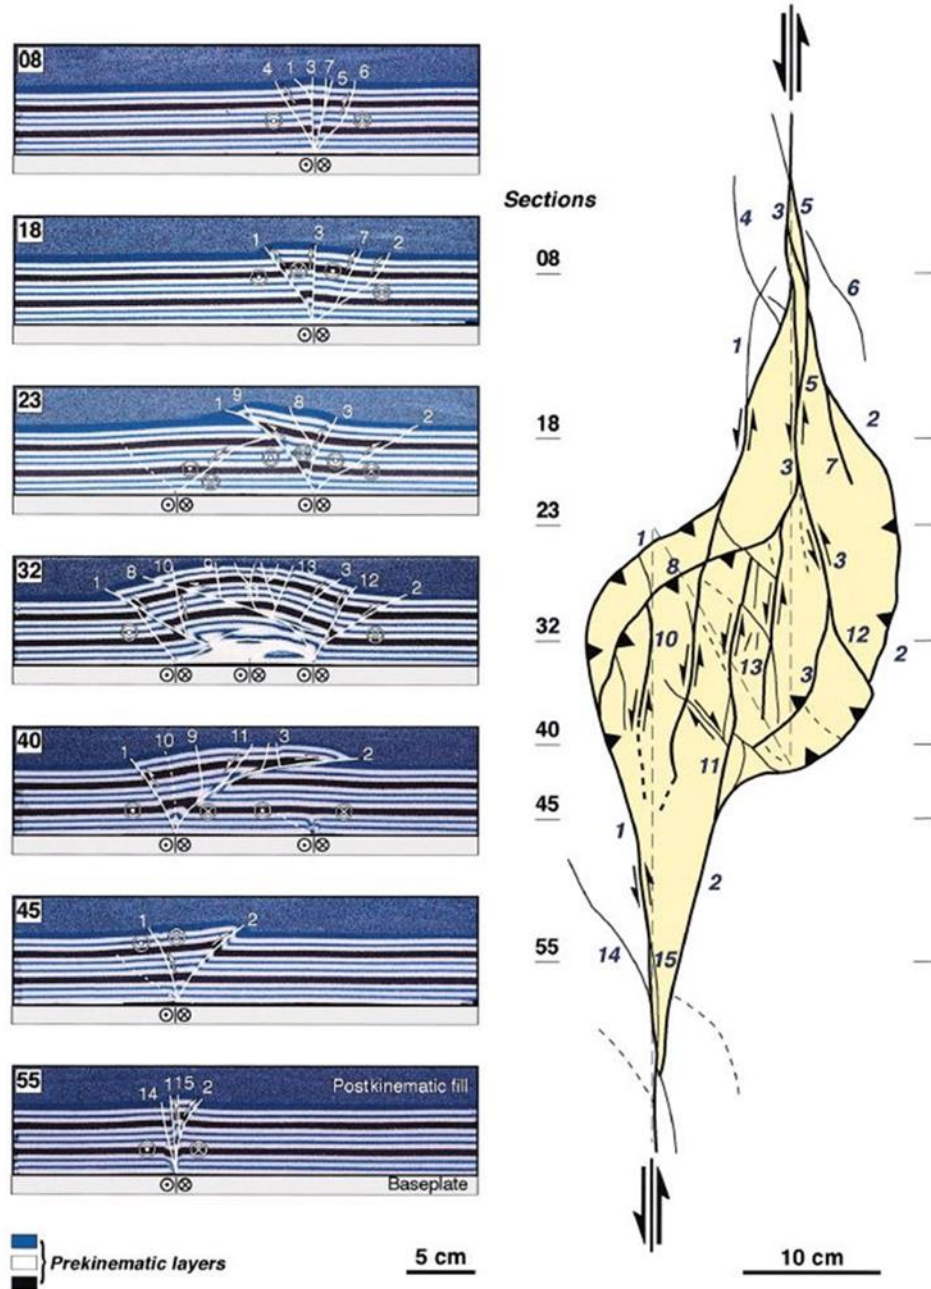 08
4 1 3 7 5 6
18
1 3 7 2
23
1 9 8 3 2
32
1 8 10 9 13 3 12 2
40
1 10 9 11 3 2
45
1 2
55
14 1 15 2
Postkinematic fill
Baseplate
Prekinematic layers
5 cm
Sections
08
18
23
32
40
45
55
4 3 5
6
1
5 2
3 7
1 8 3
10 13 3 12 2
11
1
2
14 15
10 cm